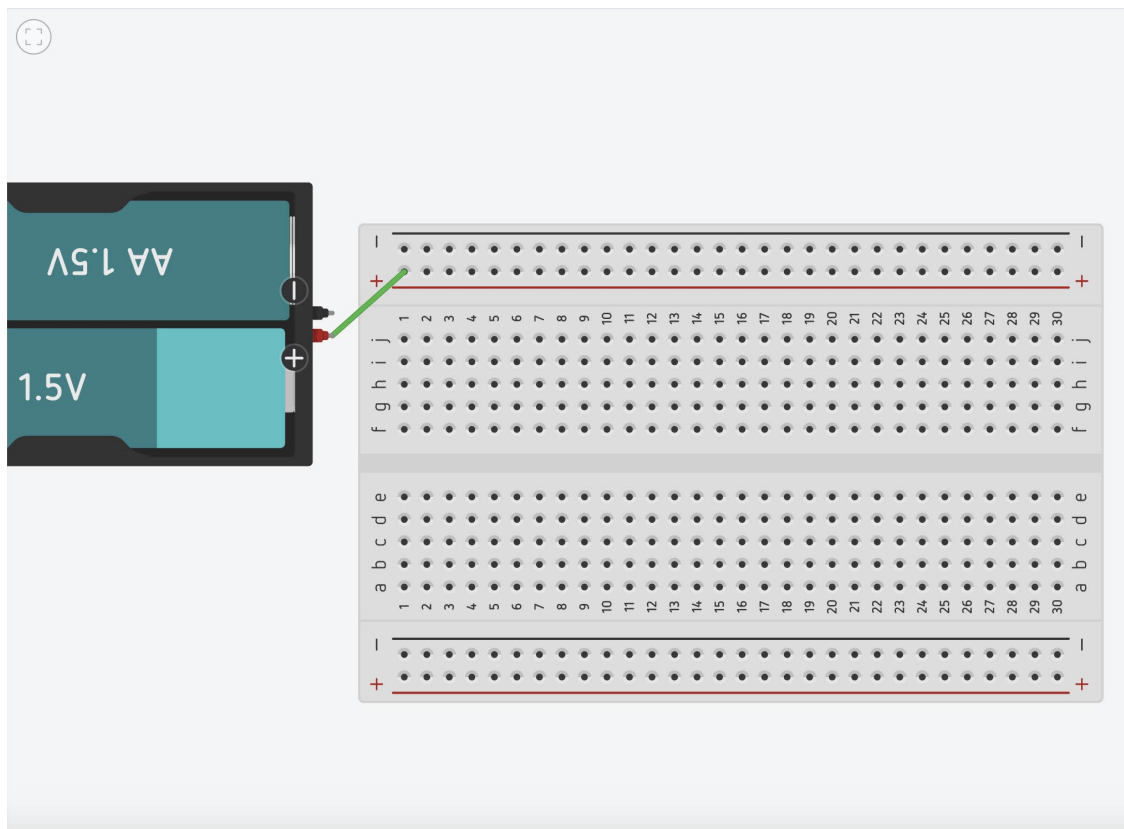 AA 1.5V
1.5V
−
+
− −
+ +
1 2 3 4 5 6 7 8 9 10 11 12 13 14 15 16 17 18 19 20 21 22 23 24 25 26 27 28 29 30
j j
i i
h h
g g
f f
e e
d d
c c
b b
a a
1 2 3 4 5 6 7 8 9 10 11 12 13 14 15 16 17 18 19 20 21 22 23 24 25 26 27 28 29 30
− −
+ +